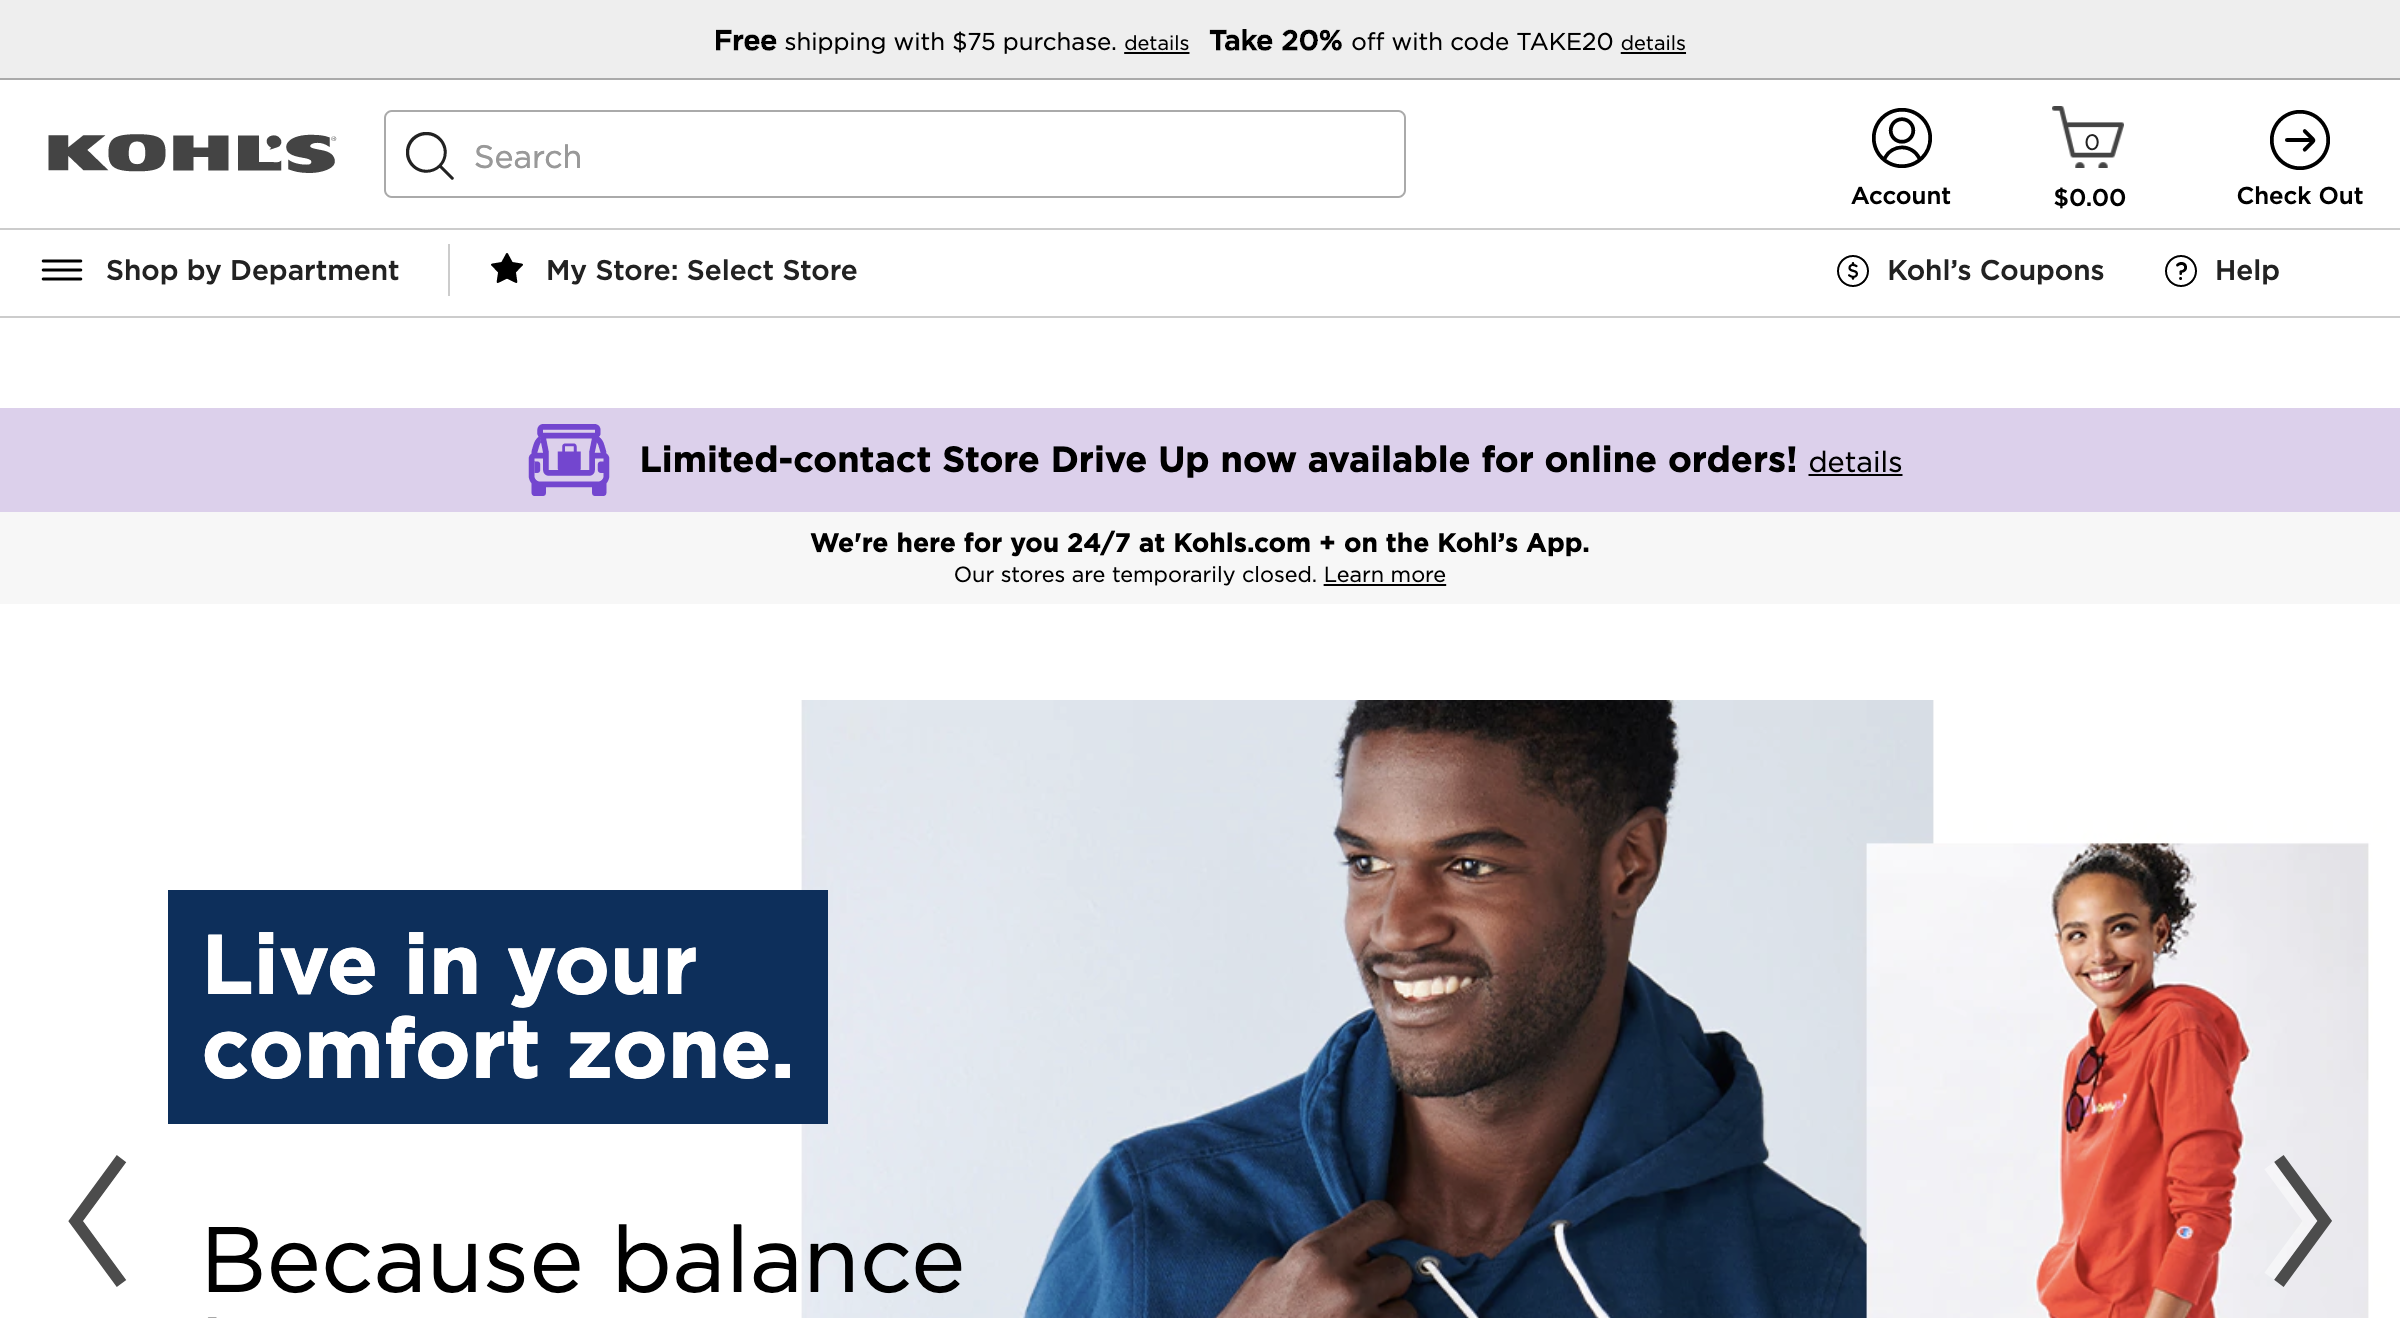 Free shipping with $75 purchase. details Take 20% off with code TAKE20 details
KOHL'S
Search
Account
0
$0.00
Check Out
Shop by Department
My Store: Select Store
$ Kohl’s Coupons
? Help
Limited-contact Store Drive Up now available for online orders! details
We're here for you 24/7 at Kohls.com + on the Kohl’s App.
Our stores are temporarily closed. Learn more
Live in your
comfort zone.
Because balance